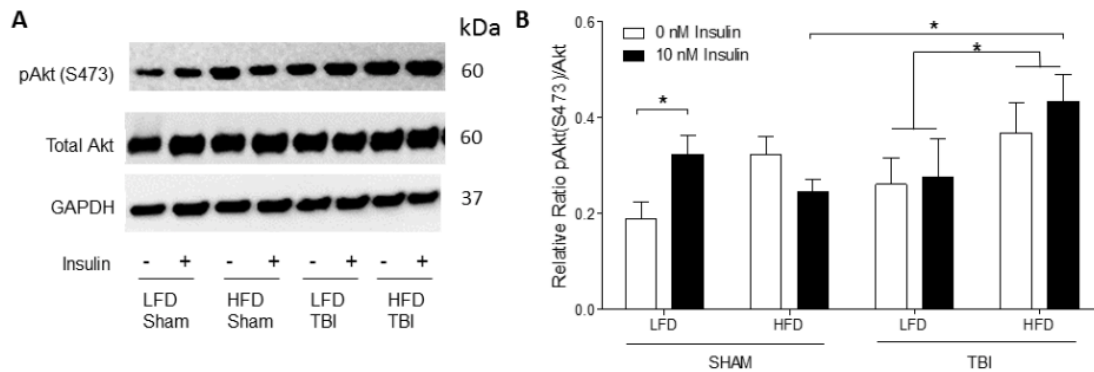 A
kDa
pAkt (S473)
60
Total Akt
60
GAPDH
37
Insulin - + - + - + - +
LFD Sham
HFD Sham
LFD TBI
HFD TBI
B
Relative Ratio pAkt(S473)/Akt
0.6
0.4
0.2
0.0
0 nM Insulin
10 nM Insulin
*
*
*
LFD HFD LFD HFD
SHAM TBI